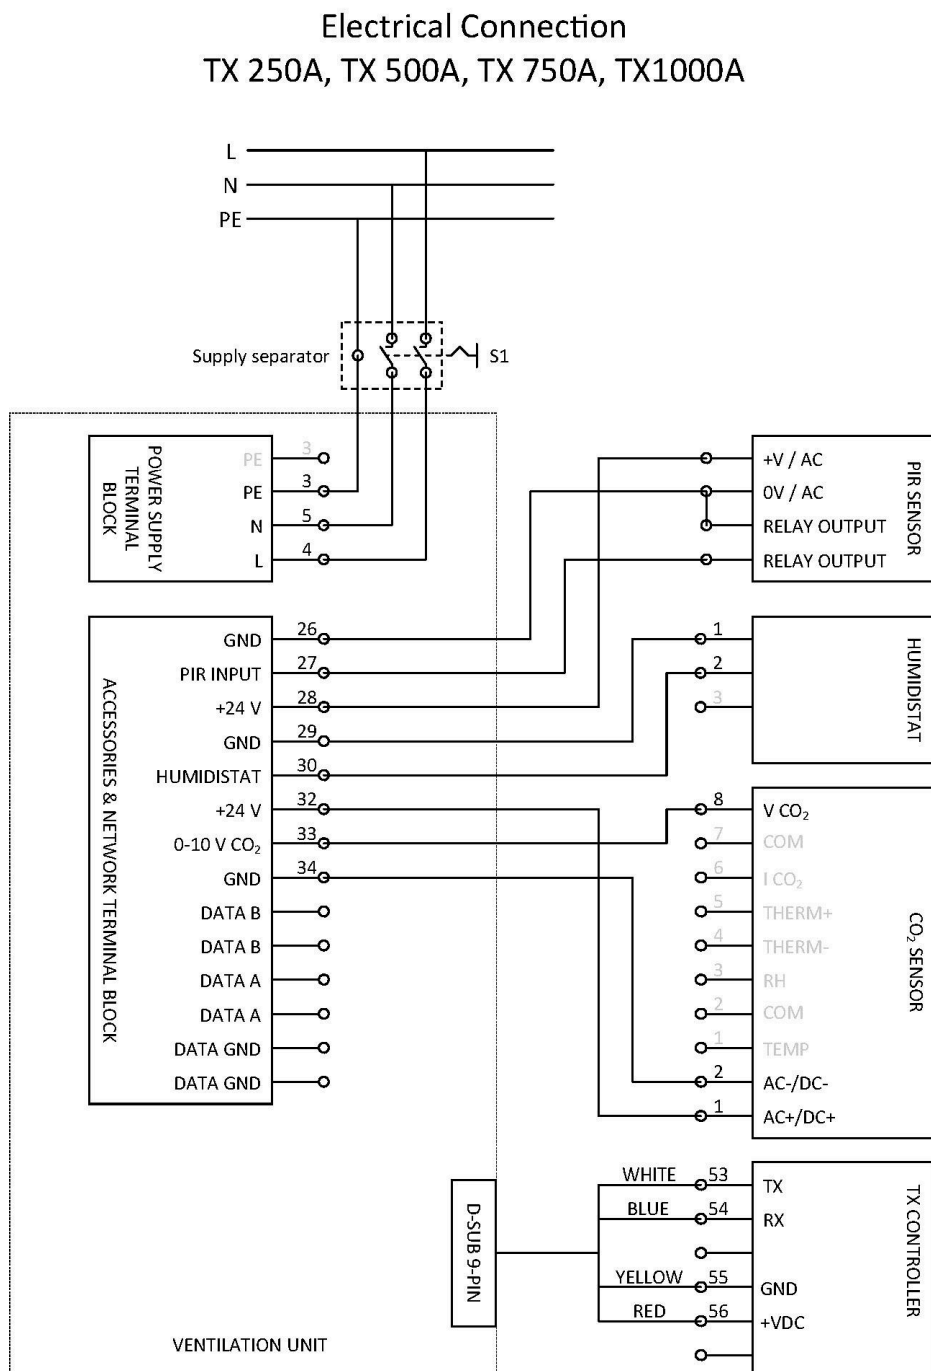 Electrical Connection
TX 250A, TX 500A, TX 750A, TX1000A
L
N
PE
Supply separator
S1
POWER SUPPLY
TERMINAL
BLOCK
PE 3
PE 3
N 5
L 4
+V / AC
0V / AC
RELAY OUTPUT
RELAY OUTPUT
PIR SENSOR
ACCESSORIES & NETWORK TERMINAL BLOCK
GND 26
PIR INPUT 27
+24 V 28
GND 29
HUMIDISTAT 30
+24 V 32
0-10 V CO₂ 33
GND 34
DATA B
DATA B
DATA A
DATA A
DATA GND
DATA GND
1
2
3
HUMIDISTAT
8 V CO₂
7 COM
6 I CO₂
5 THERM+
4 THERM-
3 RH
2 COM
1 TEMP
2 AC-/DC-
1 AC+/DC+
CO₂ SENSOR
D-SUB 9-PIN
WHITE 53 TX
BLUE 54 RX
YELLOW 55 GND
RED 56 +VDC
TX CONTROLLER
VENTILATION UNIT